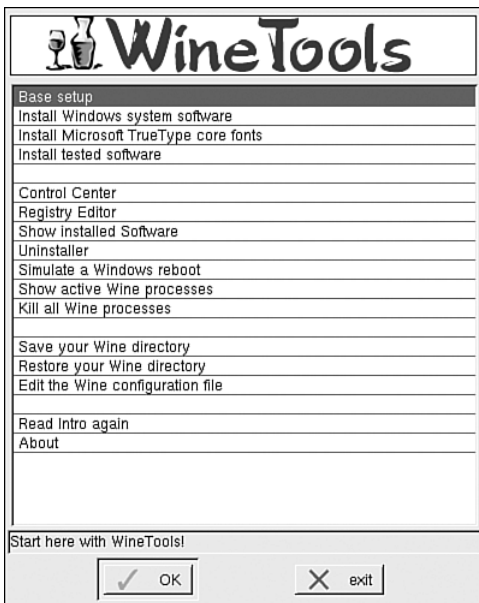 WineTools
Base setup
Install Windows system software
Install Microsoft TrueType core fonts
Install tested software
Control Center
Registry Editor
Show installed Software
Uninstaller
Simulate a Windows reboot
Show active Wine processes
Kill all Wine processes
Save your Wine directory
Restore your Wine directory
Edit the Wine configuration file
Read Intro again
About
Start here with WineTools!
OK
exit